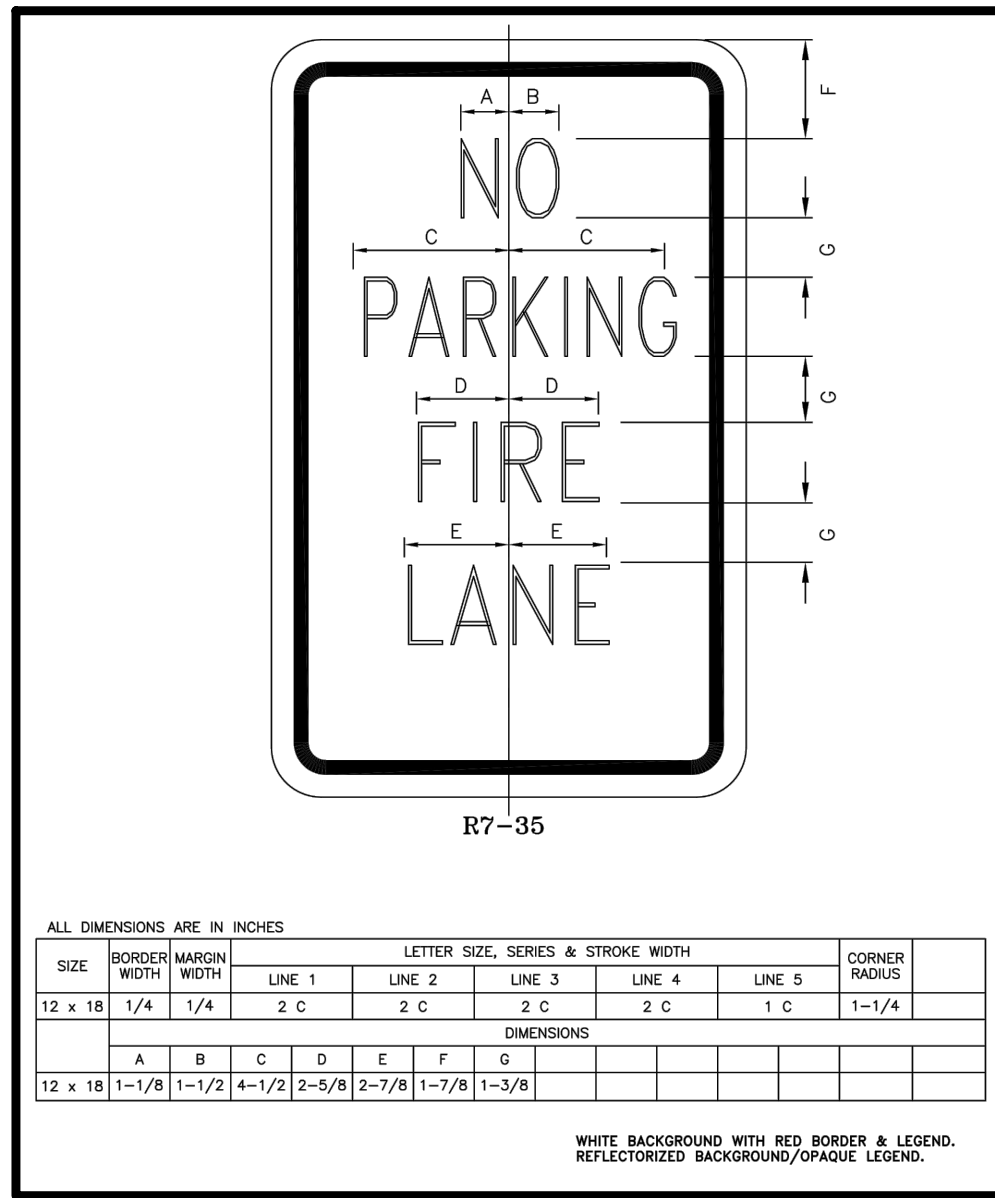 A B
F
NO
C C
G
PARKING
D D
G
FIRE
E E
G
LANE
R7-35
ALL DIMENSIONS ARE IN INCHES
SIZE BORDER WIDTH MARGIN WIDTH LETTER SIZE, SERIES & STROKE WIDTH CORNER RADIUS
LINE 1 LINE 2 LINE 3 LINE 4 LINE 5
12 x 18 1/4 1/4 2 C 2 C 2 C 2 C 1 C 1-1/4
DIMENSIONS
A B C D E F G
12 x 18 1-1/8 1-1/2 4-1/2 2-5/8 2-7/8 1-7/8 1-3/8
WHITE BACKGROUND WITH RED BORDER & LEGEND.
REFLECTORIZED BACKGROUND/OPAQUE LEGEND.